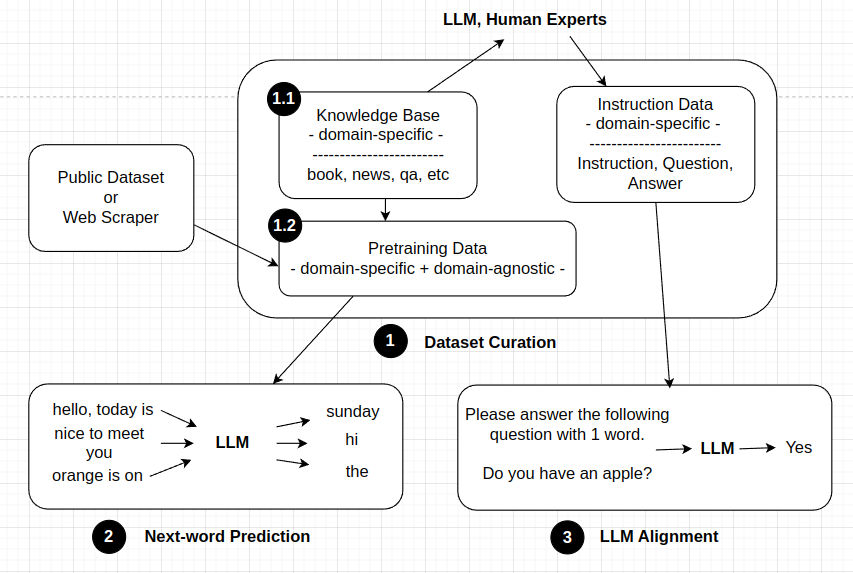 LLM, Human Experts
1.1
Knowledge Base
- domain-specific -
------------------------
book, news, qa, etc
Instruction Data
- domain-specific -
------------------------
Instruction, Question,
Answer
Public Dataset
or
Web Scraper
1.2
Pretraining Data
- domain-specific + domain-agnostic -
1 Dataset Curation
hello, today is
nice to meet
you
orange is on
LLM
sunday
hi
the
2 Next-word Prediction
Please answer the following
question with 1 word.
Do you have an apple?
LLM
Yes
3 LLM Alignment